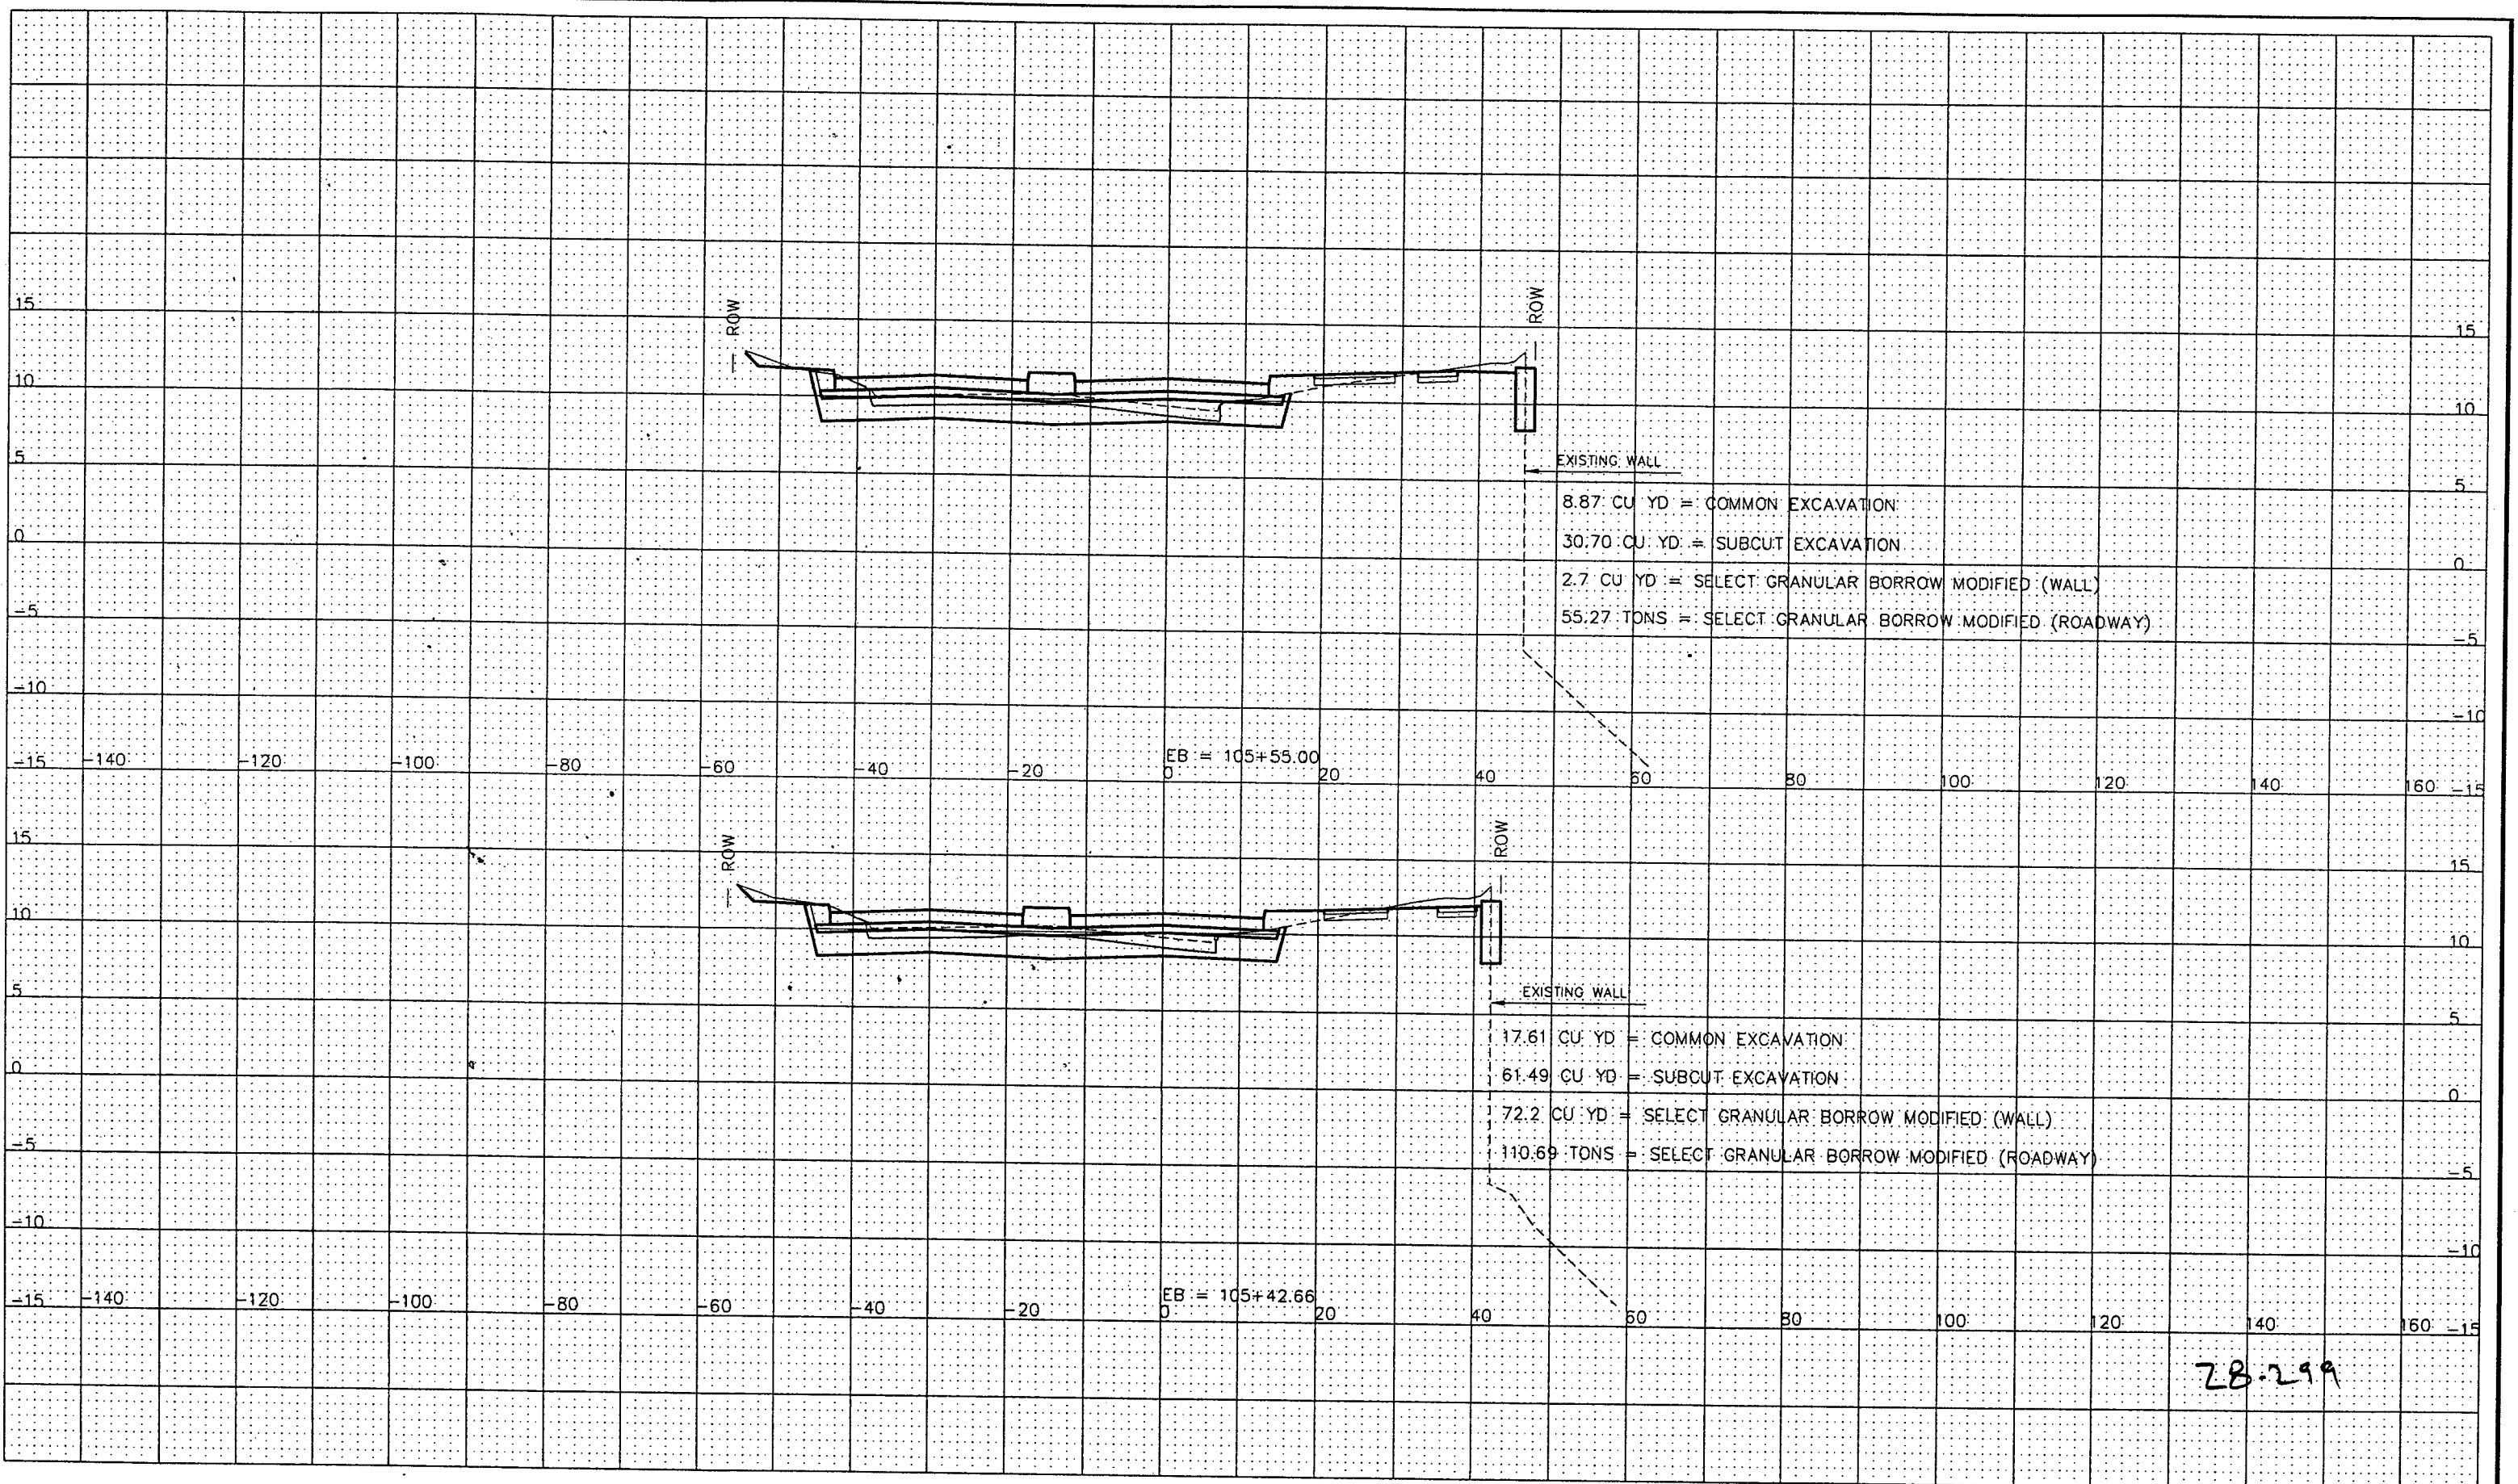 ROW
ROW
15 15
10 10
5 5
EXISTING WALL
8.87 CU YD = COMMON EXCAVATION
30.70 CU YD = SUBCUT EXCAVATION
0 0
2.7 CU YD = SELECT GRANULAR BORROW MODIFIED (WALL)
55.27 TONS = SELECT GRANULAR BORROW MODIFIED (ROADWAY)
-5 -5
-10 -10
EB = 105+55.00
-15 -140 -120 -100 -80 -60 -40 -20 0 20 40 60 80 100 120 140 160 -15
ROW
ROW
15 15
10 10
5 5
EXISTING WALL
17.61 CU YD = COMMON EXCAVATION
61.49 CU YD = SUBCUT EXCAVATION
0 0
72.2 CU YD = SELECT GRANULAR BORROW MODIFIED (WALL)
110.69 TONS = SELECT GRANULAR BORROW MODIFIED (ROADWAY)
-5 -5
-10 -10
EB = 105+42.66
-15 -140 -120 -100 -80 -60 -40 -20 0 20 40 60 80 100 120 140 160 -15
28.299